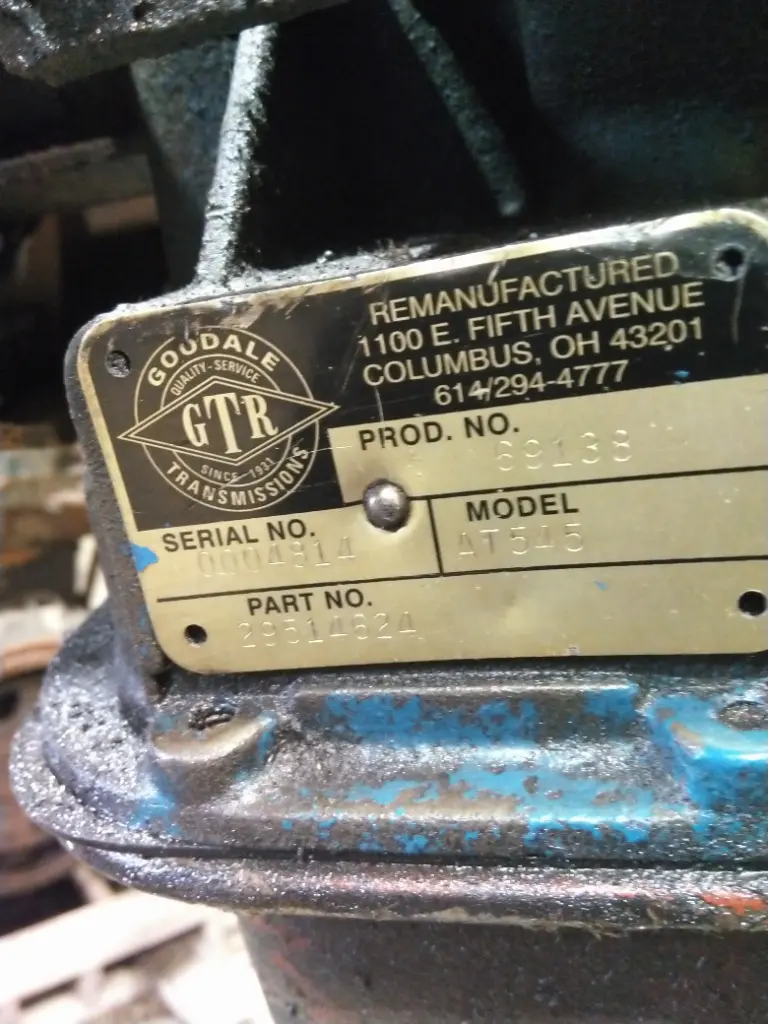 GOODALE
QUALITY-SERVICE
GTR
SINCE 1931
TRANSMISSIONS
REMANUFACTURED
1100 E. FIFTH AVENUE
COLUMBUS, OH 43201
614/294-4777
PROD. NO.
69138
SERIAL NO.
0004814
MODEL
AT545
PART NO.
29514624